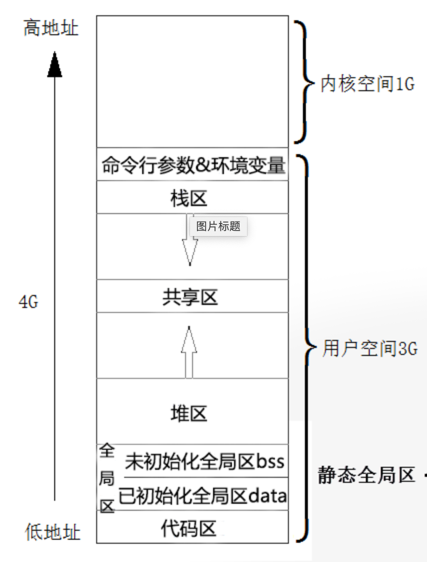 高地址
内核空间1G
命令行参数&环境变量
栈区
图片标题
共享区
4G
用户空间3G
堆区
全局区
未初始化全局区bss
静态全局区·
已初始化全局区data
低地址
代码区